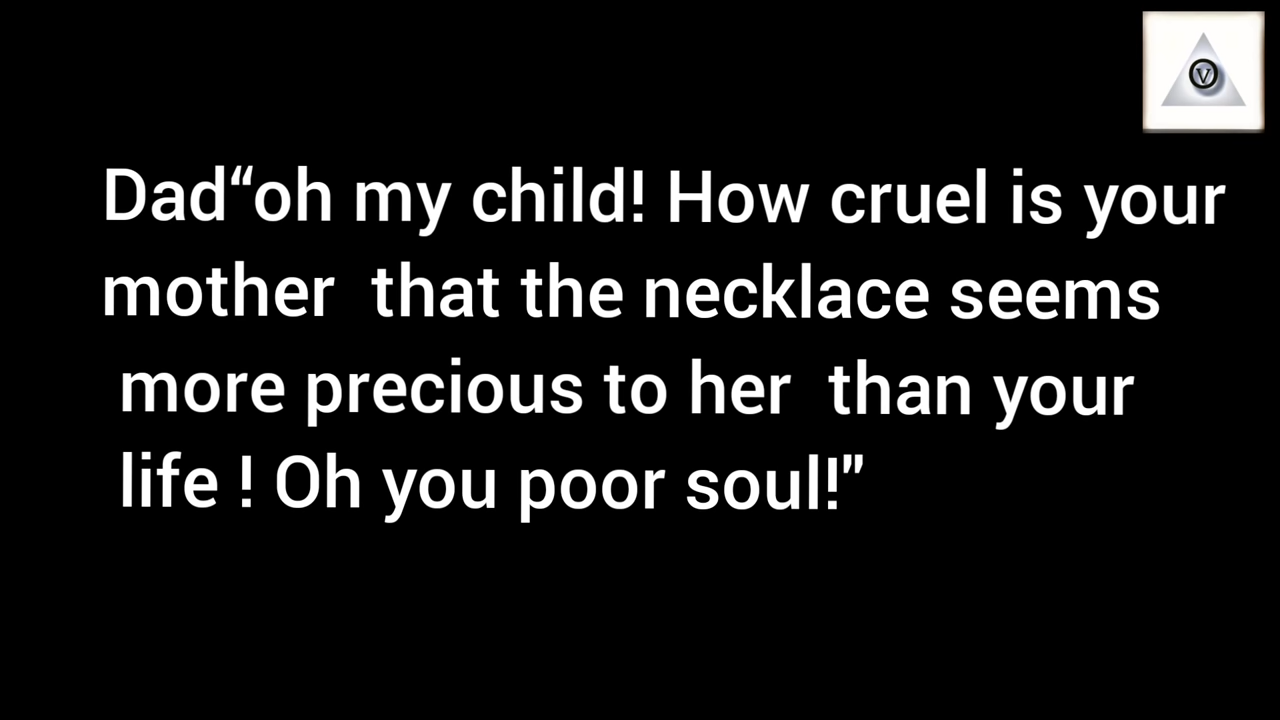 OV
Dad“oh my child! How cruel is your
mother that the necklace seems
more precious to her than your
life ! Oh you poor soul!”